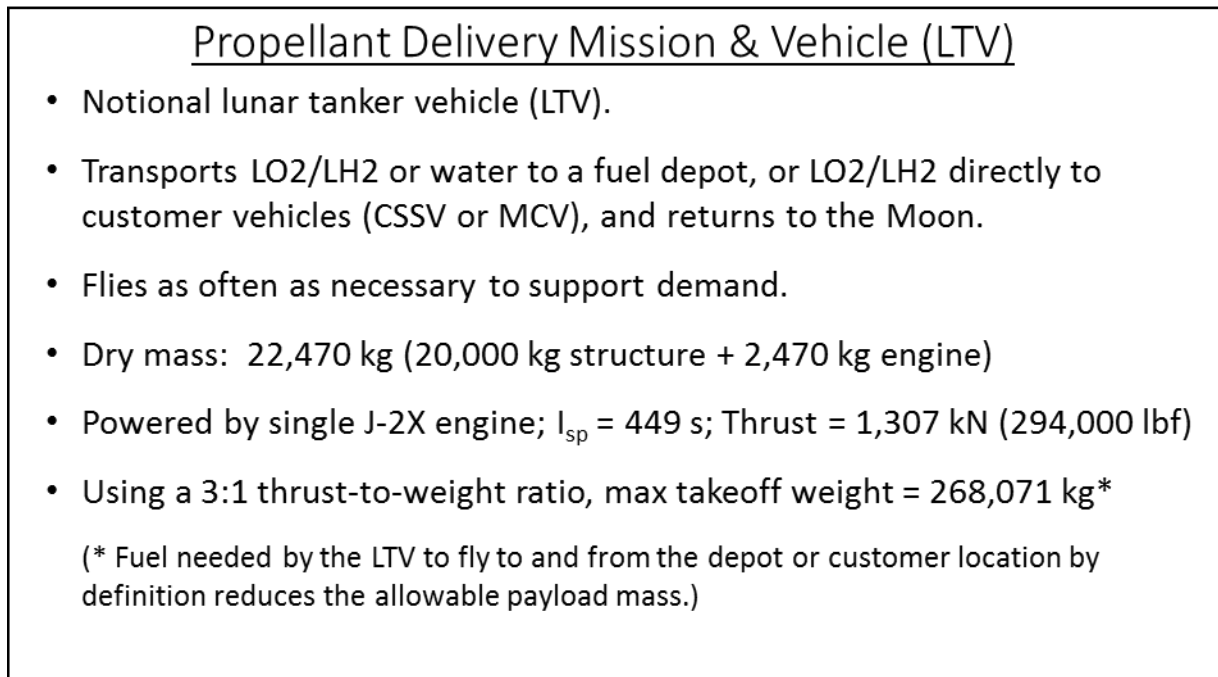 Propellant Delivery Mission & Vehicle (LTV)
• Notional lunar tanker vehicle (LTV).
• Transports LO2/LH2 or water to a fuel depot, or LO2/LH2 directly to
customer vehicles (CSSV or MCV), and returns to the Moon.
• Flies as often as necessary to support demand.
• Dry mass:  22,470 kg (20,000 kg structure + 2,470 kg engine)
• Powered by single J-2X engine; Isp = 449 s; Thrust = 1,307 kN (294,000 lbf)
• Using a 3:1 thrust-to-weight ratio, max takeoff weight = 268,071 kg*
(* Fuel needed by the LTV to fly to and from the depot or customer location by
definition reduces the allowable payload mass.)